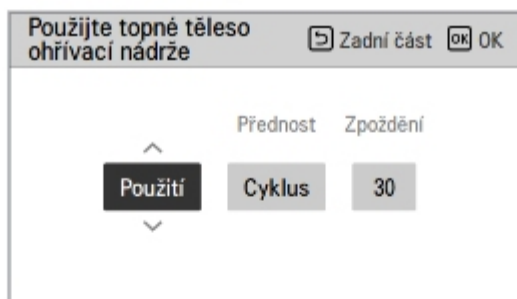 Použijte topné těleso
ohřívací nádrže
Zadní část OK OK
Přednost Zpoždění
Použití Cyklus 30